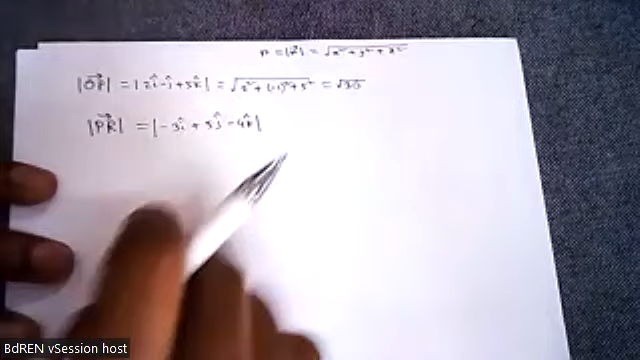 r = |r⃗| = √x²+y²+z²
|OP⃗| = |2î-ĵ+5k̂| = √2²+(-1)²+5² = √30
|PR⃗| = |-3î+5ĵ-4k̂|
BdREN vSession host